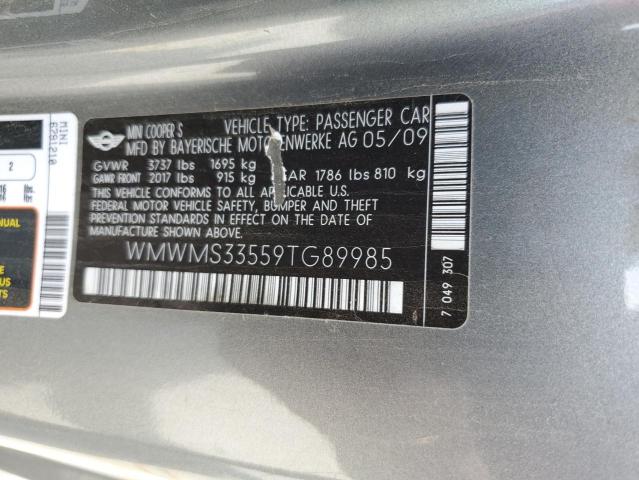 MINI COOPER S VEHICLE TYPE: PASSENGER CAR
MFD BY BAYERISCHE MOTORENWERKE AG 05/09
GVWR 3737 lbs 1695 kg
GAWR FRONT 2017 lbs 915 kg REAR 1786 lbs 810 kg
THIS VEHICLE CONFORMS TO ALL APPLICABLE U.S.
FEDERAL MOTOR VEHICLE SAFETY, BUMPER AND THEFT
PREVENTION STANDARDS IN EFFECT ON THE DATE
OF MANUFACTURE SHOWN ABOVE.
WMWMS33559TG89985
7 049 307
MINI
6791210
2